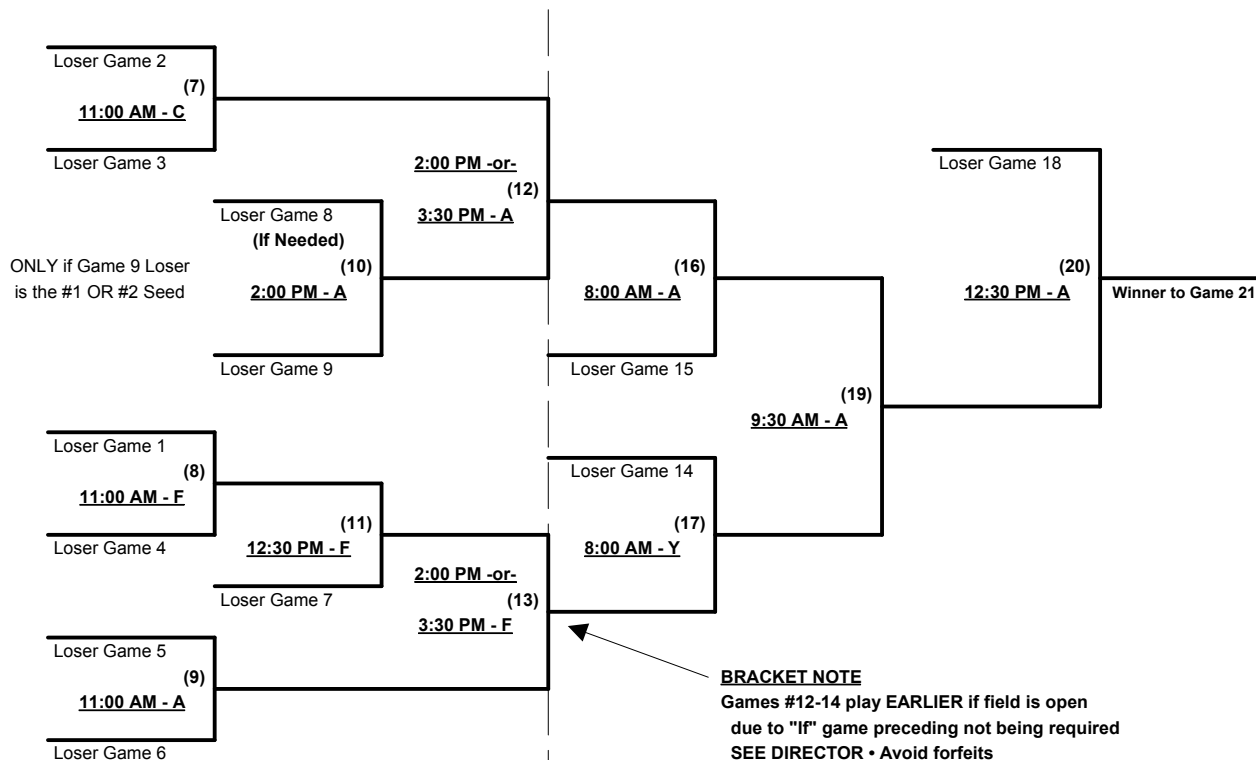 Loser Game 2
(7)
11:00 AM - C
Loser Game 3
2:00 PM -or-
(12)
3:30 PM - A
Loser Game 18
Loser Game 8
(If Needed)
(10)
2:00 PM - A
ONLY if Game 9 Loser
is the #1 OR #2 Seed
Loser Game 9
(16)
8:00 AM - A
Loser Game 15
(20)
12:30 PM - A
Winner to Game 21
(19)
9:30 AM - A
Loser Game 1
(8)
11:00 AM - F
Loser Game 4
(11)
12:30 PM - F
Loser Game 7
Loser Game 14
(17)
8:00 AM - Y
2:00 PM -or-
(13)
3:30 PM - F
Loser Game 5
(9)
11:00 AM - A
Loser Game 6
BRACKET NOTE
Games #12-14 play EARLIER if field is open
due to "If" game preceding not being required
SEE DIRECTOR • Avoid forfeits